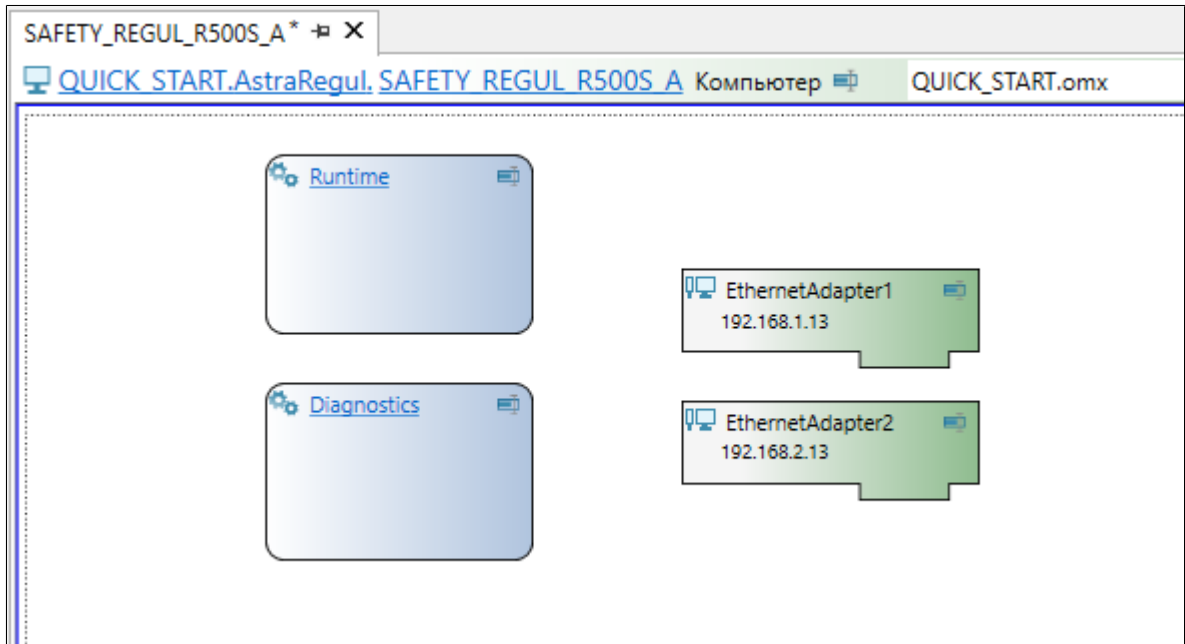 SAFETY_REGUL_R500S_A*
QUICK_START.AstraRegul. SAFETY_REGUL_R500S_A Компьютер QUICK_START.omx
Runtime
EthernetAdapter1
192.168.1.13
Diagnostics
EthernetAdapter2
192.168.2.13